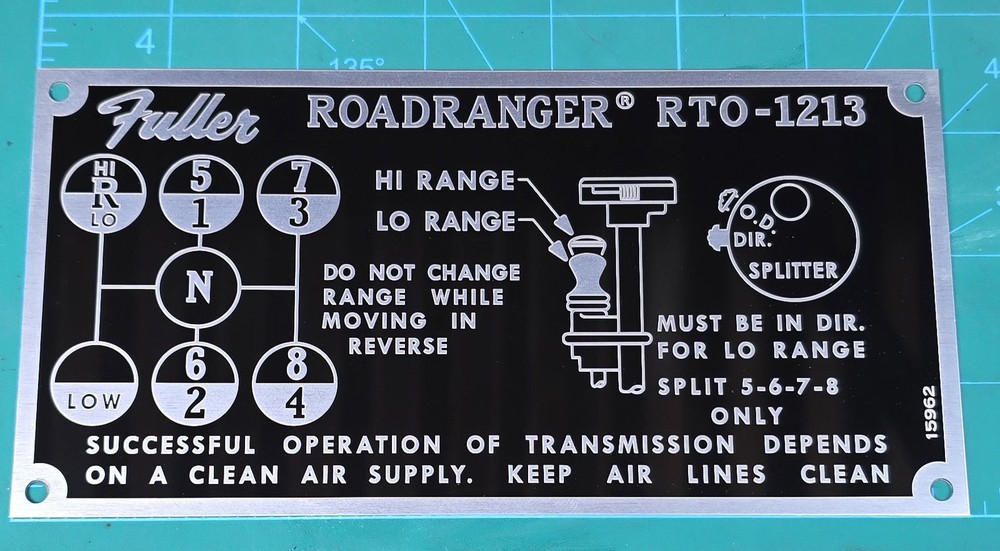 4
135°
Fuller ROADRANGER® RTO-1213
HI
R
LO
5
1
7
3
N
LOW
6
2
8
4
HI RANGE
LO RANGE
DO NOT CHANGE
RANGE WHILE
MOVING IN
REVERSE
O.D.
DIR.
SPLITTER
MUST BE IN DIR.
FOR LO RANGE
SPLIT 5-6-7-8
ONLY
15962
SUCCESSFUL OPERATION OF TRANSMISSION DEPENDS
ON A CLEAN AIR SUPPLY. KEEP AIR LINES CLEAN